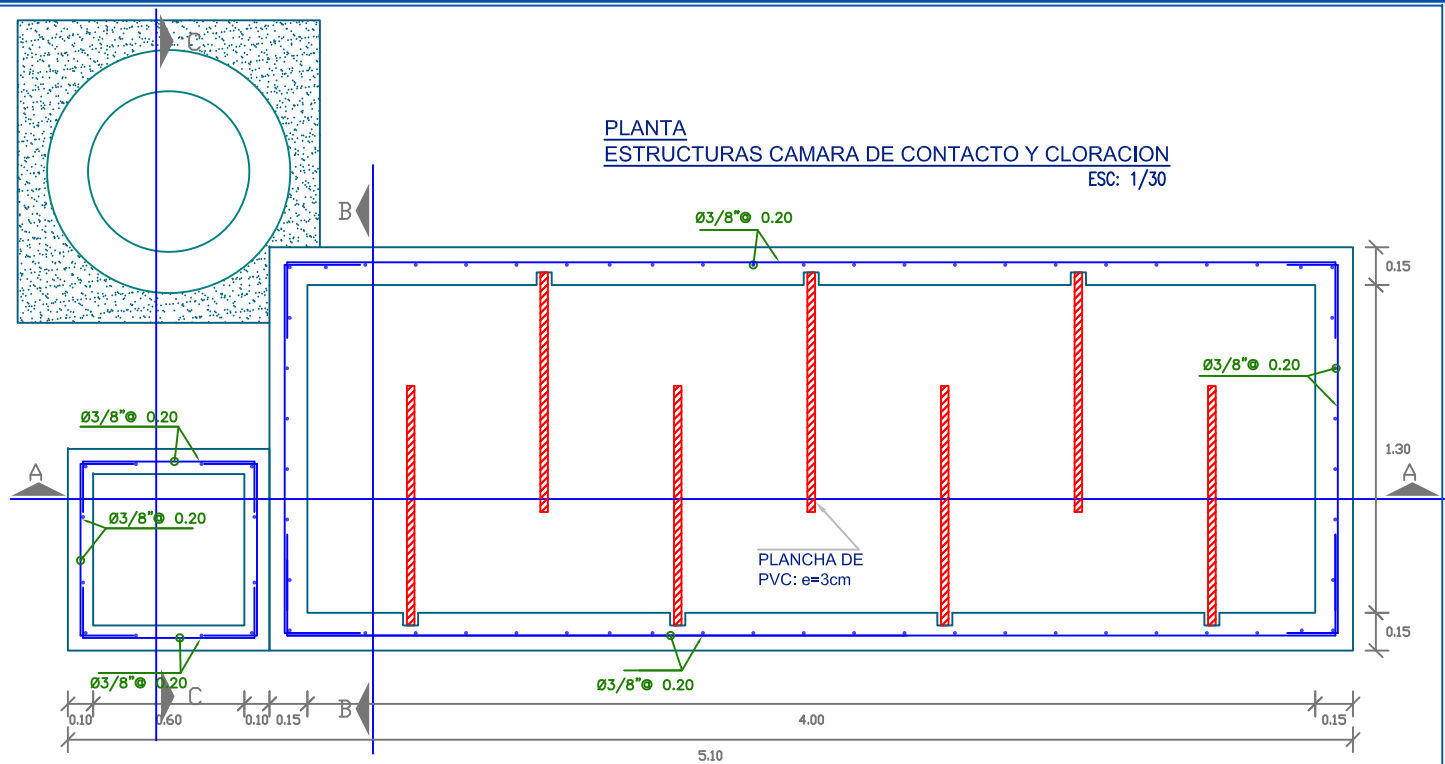 C
PLANTA
ESTRUCTURAS CAMARA DE CONTACTO Y CLORACION
ESC: 1/30
B
Ø3/8"@ 0.20
0.15
Ø3/8"@ 0.20
Ø3/8"@ 0.20
1.30
A
A
Ø3/8"@ 0.20
PLANCHA DE
PVC: e=3cm
0.15
Ø3/8"@ 0.20
Ø3/8"@ 0.20
C
B
0.10
0.60
0.10
0.15
4.00
0.15
5.10